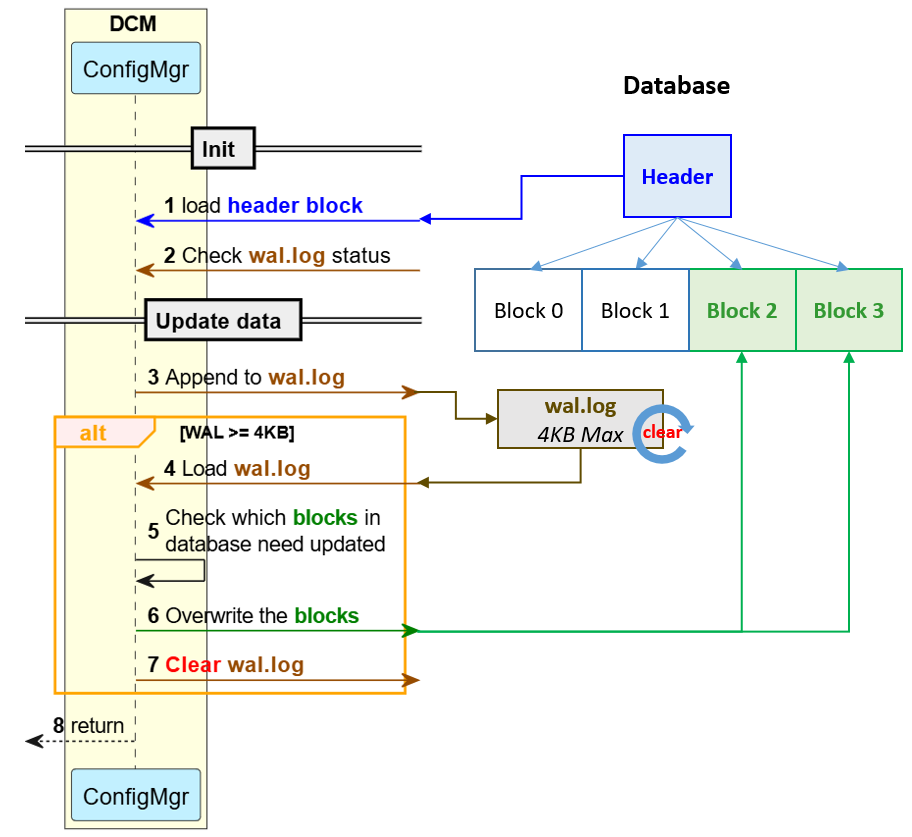 DCM
ConfigMgr
Database
Init
Header
1 load header block
2 Check wal.log status
Block 0
Block 1
Block 2
Block 3
Update data
3 Append to wal.log
wal.log
4KB Max
clear
alt
[WAL >= 4KB]
4 Load wal.log
5 Check which blocks in
database need updated
6 Overwrite the blocks
7 Clear wal.log
8 return
ConfigMgr